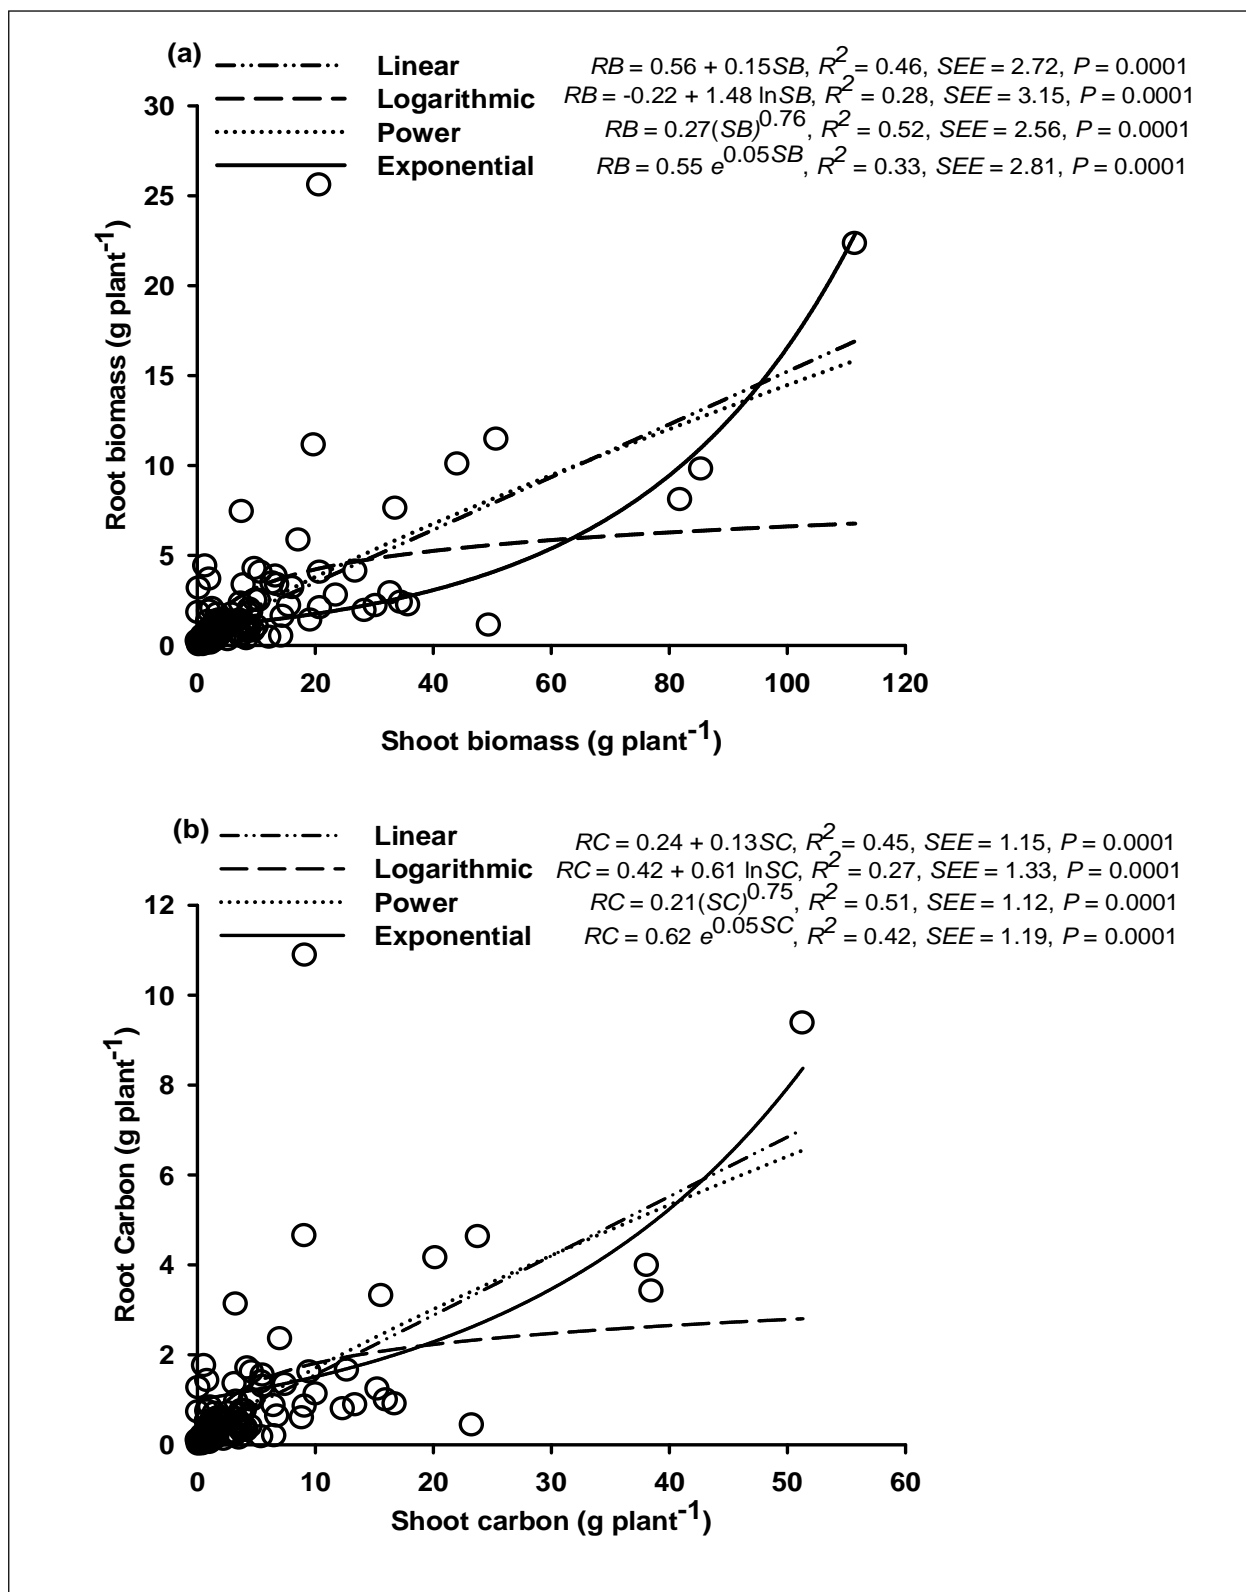 (a)
Linear RB = 0.56 + 0.15SB, R² = 0.46, SEE = 2.72, P = 0.0001
Logarithmic RB = -0.22 + 1.48 lnSB, R² = 0.28, SEE = 3.15, P = 0.0001
Power RB = 0.27(SB)^0.76, R² = 0.52, SEE = 2.56, P = 0.0001
Exponential RB = 0.55 e^0.05SB, R² = 0.33, SEE = 2.81, P = 0.0001
Root biomass (g plant⁻¹)
30
25
20
15
10
5
0
0 20 40 60 80 100 120
Shoot biomass (g plant⁻¹)
(b)
Linear RC = 0.24 + 0.13SC, R² = 0.45, SEE = 1.15, P = 0.0001
Logarithmic RC = 0.42 + 0.61 lnSC, R² = 0.27, SEE = 1.33, P = 0.0001
Power RC = 0.21(SC)^0.75, R² = 0.51, SEE = 1.12, P = 0.0001
Exponential RC = 0.62 e^0.05SC, R² = 0.42, SEE = 1.19, P = 0.0001
Root Carbon (g plant⁻¹)
12
10
8
6
4
2
0
0 10 20 30 40 50 60
Shoot carbon (g plant⁻¹)